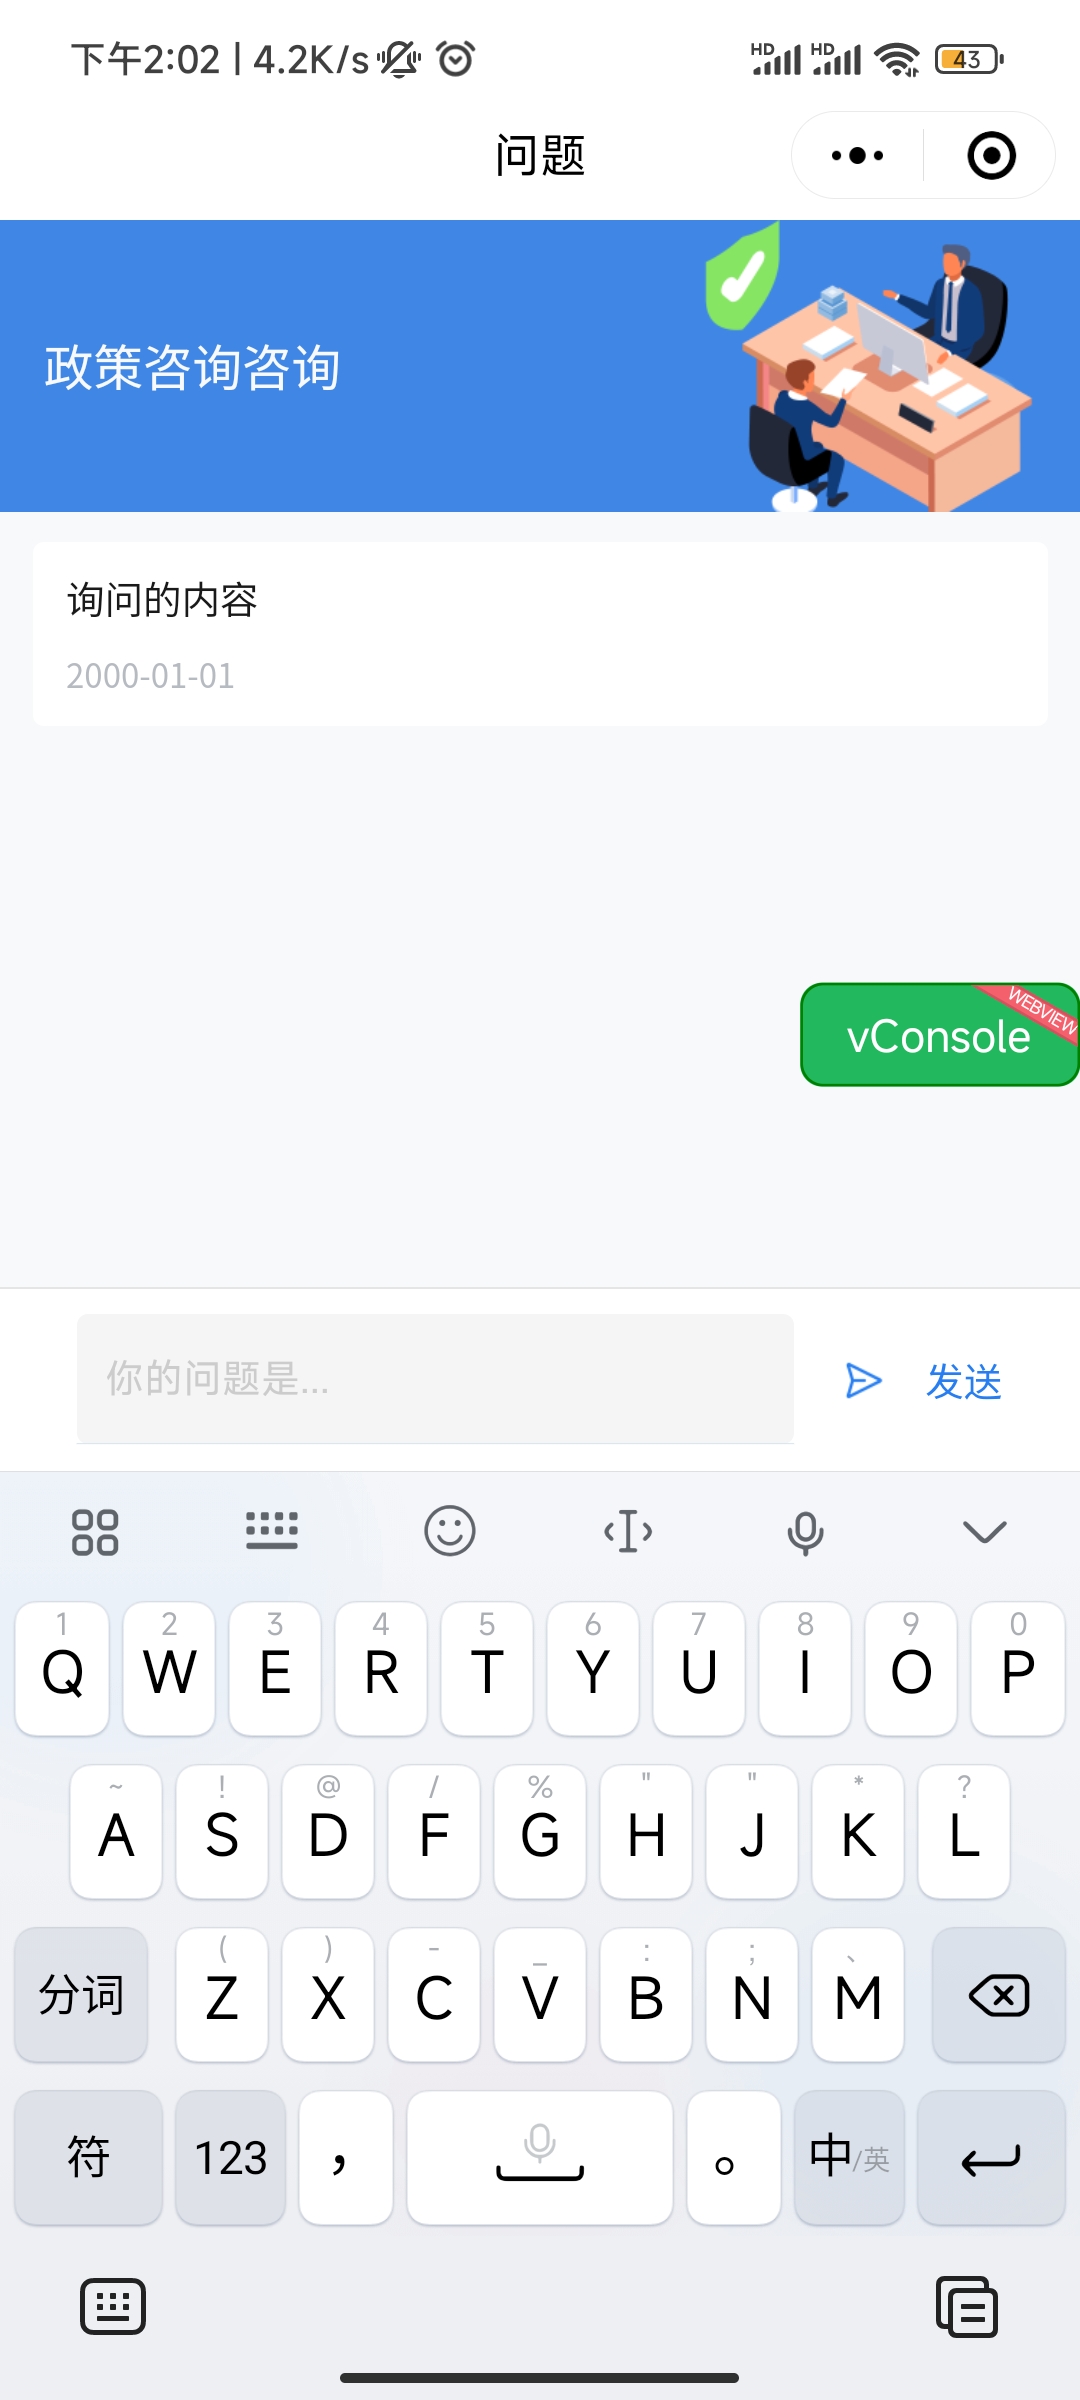 下午2:02 | 4.2K/s
HD HD 43
问题
政策咨询咨询
询问的内容
2000-01-01
WEBVIEW
vConsole
你的问题是...
发送
1 2 3 4 5 6 7 8 9 0
Q W E R T Y U I O P
~ ! @ / % " " * ?
A S D F G H J K L
( ) - _ : ; 、
分词 Z X C V B N M
符 123 ， 。 中/英